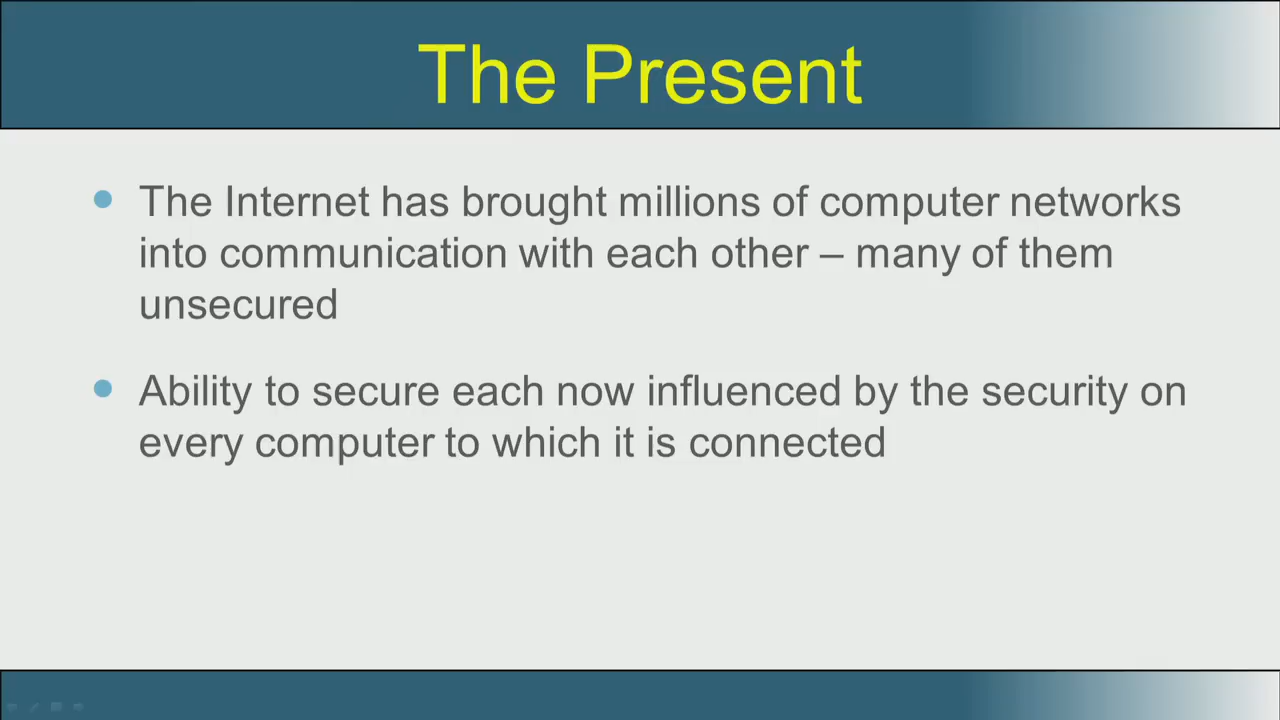 The Present
The Internet has brought millions of computer networks
into communication with each other – many of them
unsecured
Ability to secure each now influenced by the security on
every computer to which it is connected